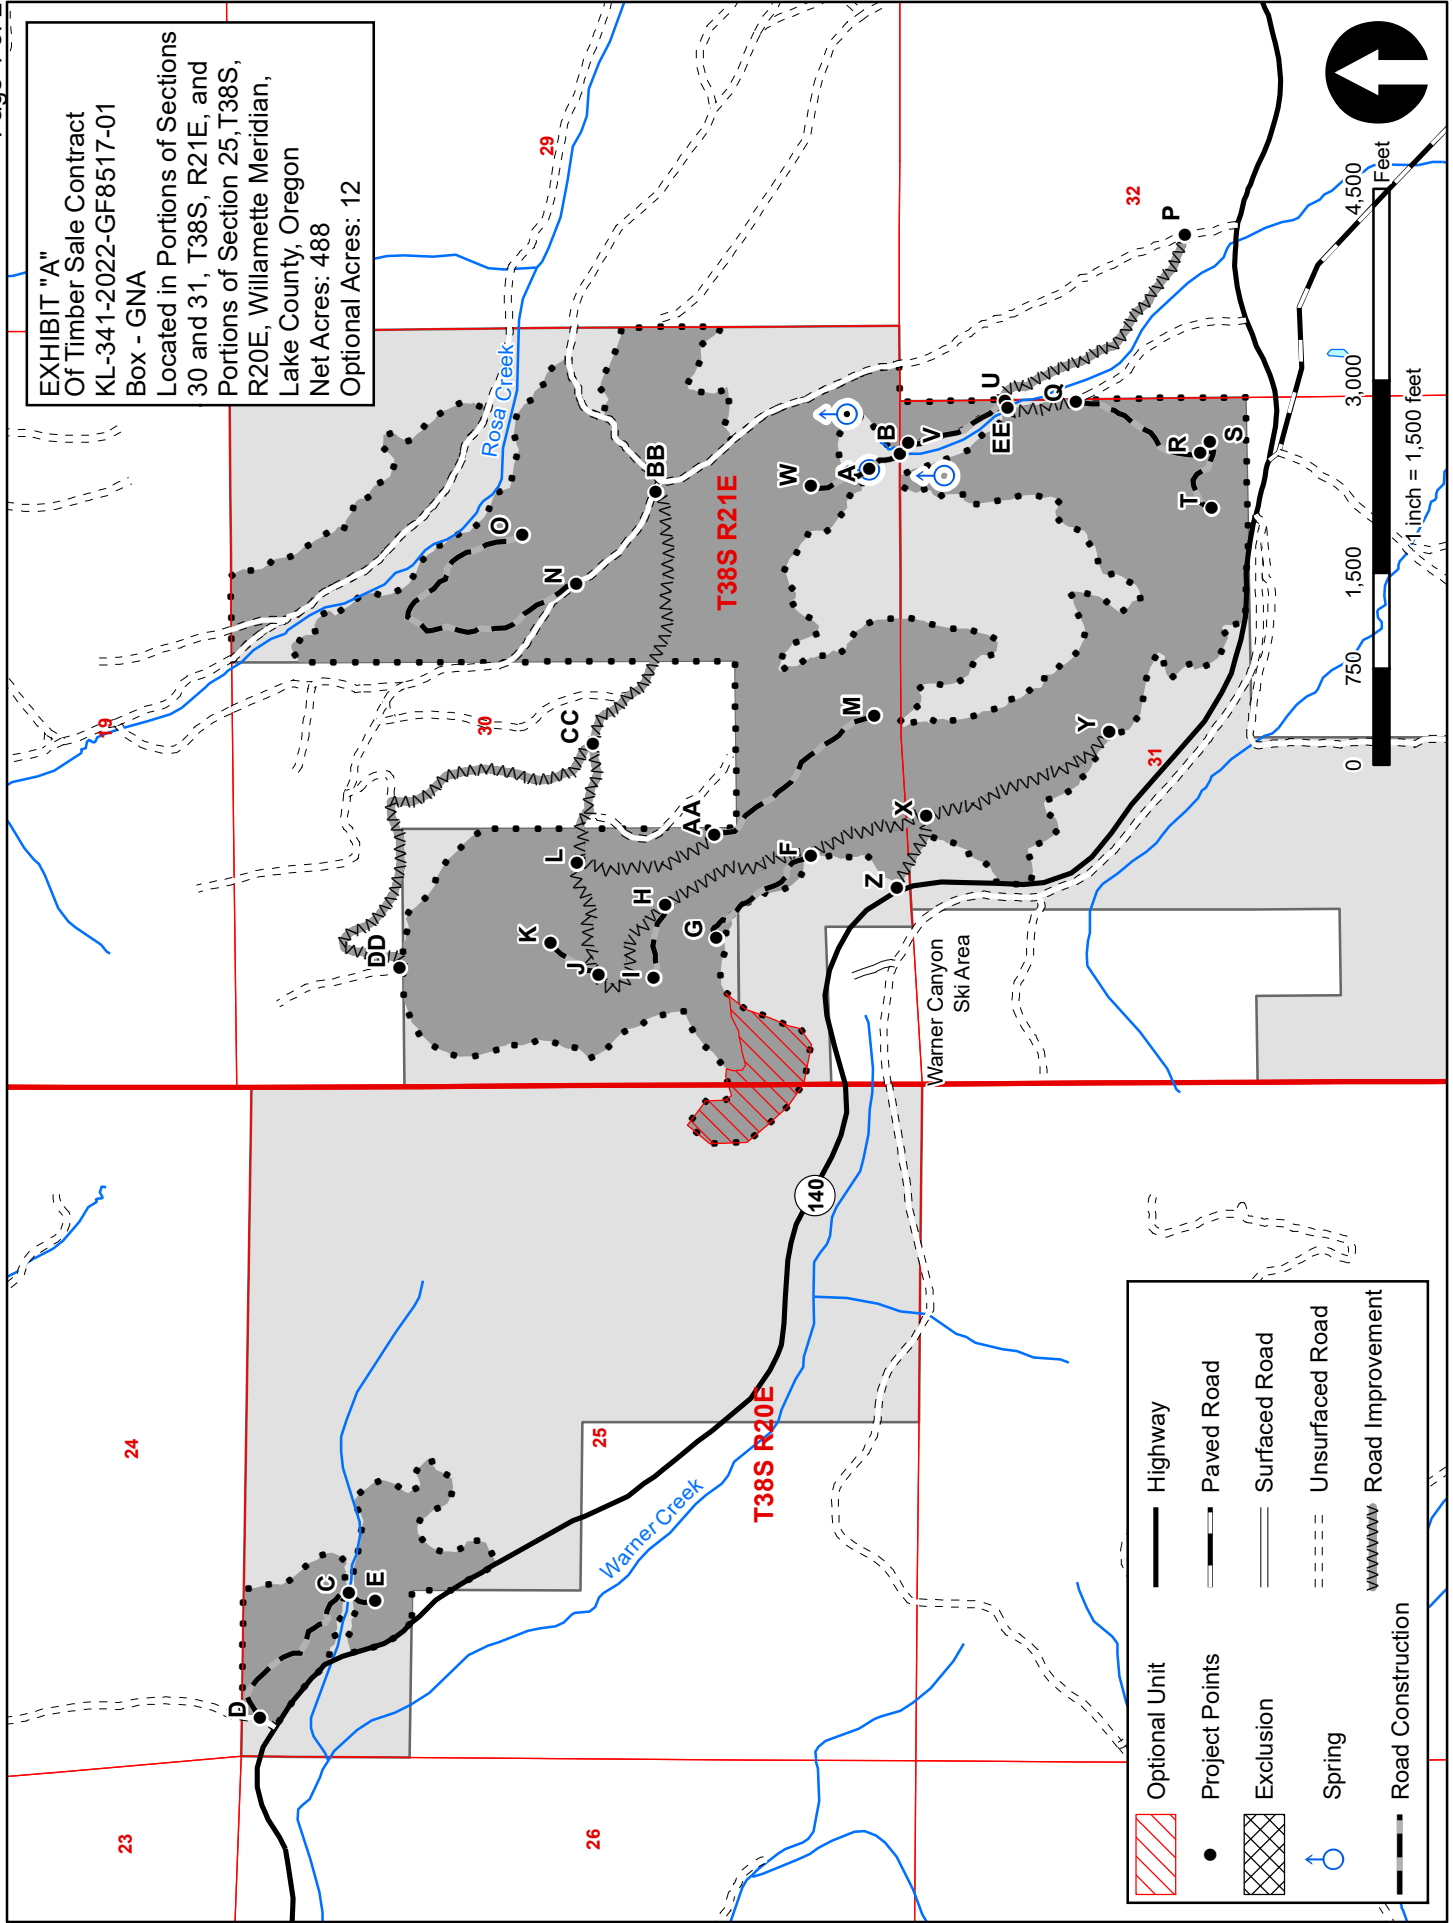 EXHIBIT "A"
Of Timber Sale Contract
KL-341-2022-GF8517-01
Box - GNA
Located in Portions of Sections
30 and 31, T38S, R21E, and
Portions of Section 25, T38S,
R20E, Willamette Meridian,
Lake County, Oregon
Net Acres: 488
Optional Acres: 12
23
24
19
29
26
25
30
32
31
T38S R20E
T38S R21E
Rosa Creek
Warner Creek
Warner Canyon
Ski Area
140
D
C
E
DD
K
J
I
H
G
L
CC
AA
F
Z
X
Y
M
N
O
BB
W
A
B
V
EE
U
Q
R
S
T
P
Optional Unit
Project Points
Exclusion
Spring
Road Construction
Highway
Paved Road
Surfaced Road
Unsurfaced Road
Road Improvement
0
750
1,500
3,000
4,500
Feet
1 inch = 1,500 feet